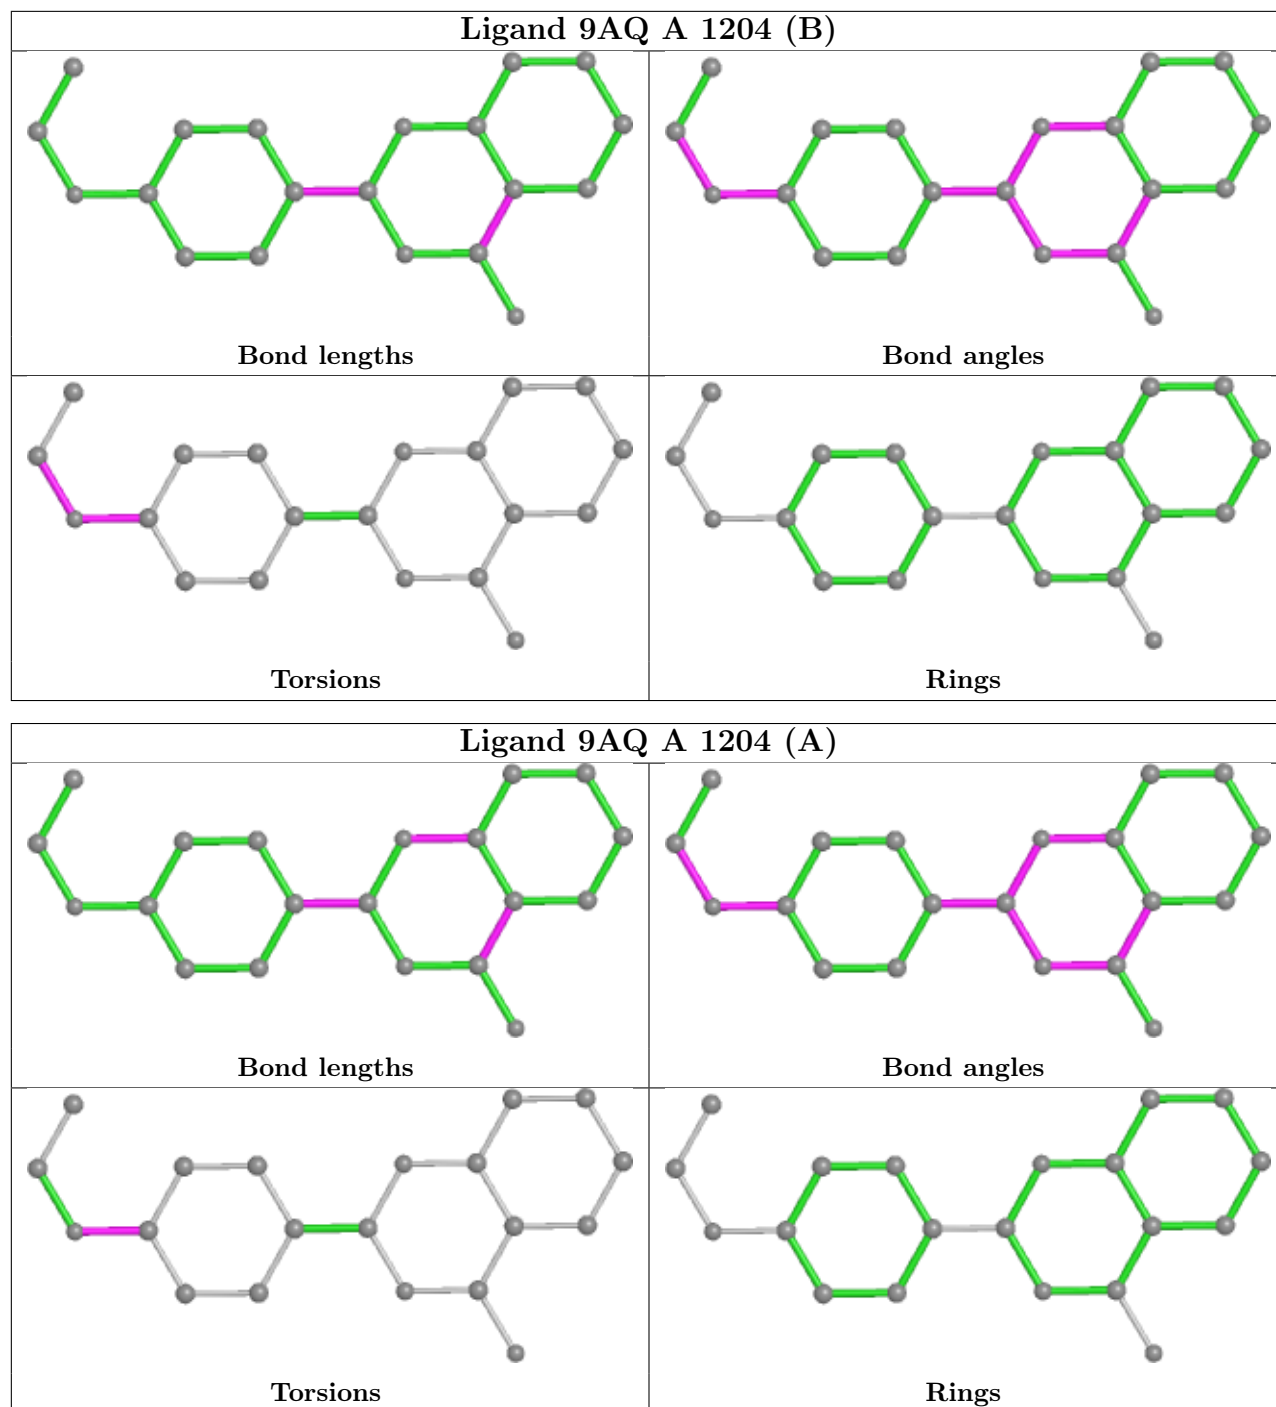 Ligand 9AQ A 1204 (B)
Bond lengths
Bond angles
Torsions
Rings
Ligand 9AQ A 1204 (A)
Bond lengths
Bond angles
Torsions
Rings